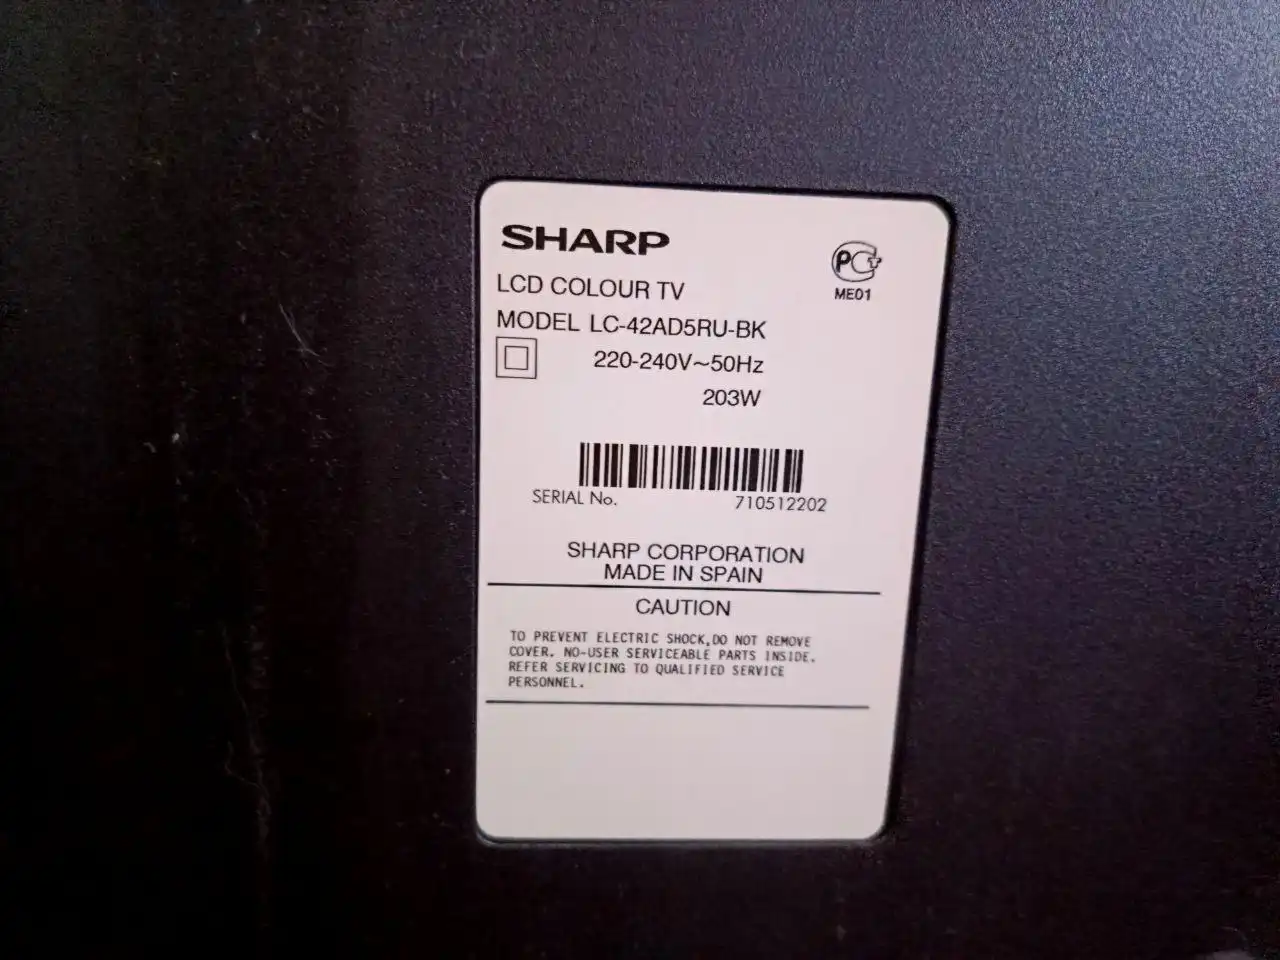 SHARP
PCT
ME01
LCD COLOUR TV
MODEL LC-42AD5RU-BK
220-240V~50Hz
203W
SERIAL No. 710512202
SHARP CORPORATION
MADE IN SPAIN
CAUTION
TO PREVENT ELECTRIC SHOCK,DO NOT REMOVE
COVER. NO-USER SERVICEABLE PARTS INSIDE.
REFER SERVICING TO QUALIFIED SERVICE
PERSONNEL.